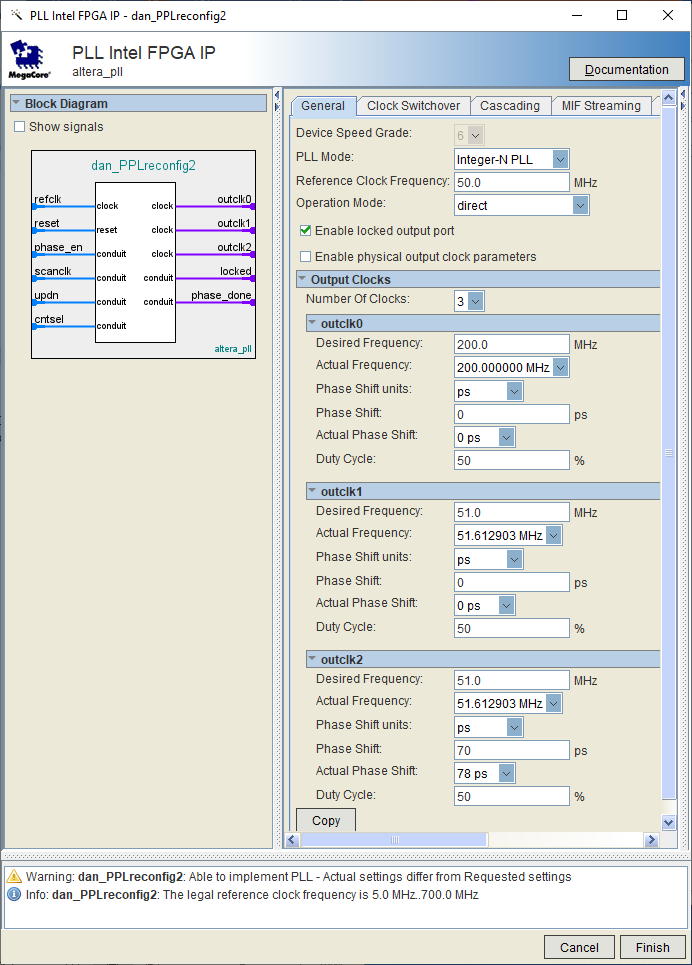 PLL Intel FPGA IP - dan_PPLreconfig2
MegaCore®
PLL Intel FPGA IP
altera_pll
Documentation
Block Diagram
Show signals
dan_PPLreconfig2
refclk clock clock outclk0
reset reset clock outclk1
phase_en conduit clock outclk2
scanclk conduit conduit locked
updn conduit conduit phase_done
cntsel conduit
altera_pll
General Clock Switchover Cascading MIF Streaming
Device Speed Grade: 6
PLL Mode: Integer-N PLL
Reference Clock Frequency: 50.0 MHz
Operation Mode: direct
Enable locked output port
Enable physical output clock parameters
Output Clocks
Number Of Clocks: 3
outclk0
Desired Frequency: 200.0 MHz
Actual Frequency: 200.000000 MHz
Phase Shift units: ps
Phase Shift: 0 ps
Actual Phase Shift: 0 ps
Duty Cycle: 50 %
outclk1
Desired Frequency: 51.0 MHz
Actual Frequency: 51.612903 MHz
Phase Shift units: ps
Phase Shift: 0 ps
Actual Phase Shift: 0 ps
Duty Cycle: 50 %
outclk2
Desired Frequency: 51.0 MHz
Actual Frequency: 51.612903 MHz
Phase Shift units: ps
Phase Shift: 70 ps
Actual Phase Shift: 78 ps
Duty Cycle: 50 %
Copy
Warning: dan_PPLreconfig2: Able to implement PLL - Actual settings differ from Requested settings
Info: dan_PPLreconfig2: The legal reference clock frequency is 5.0 MHz..700.0 MHz
Cancel Finish